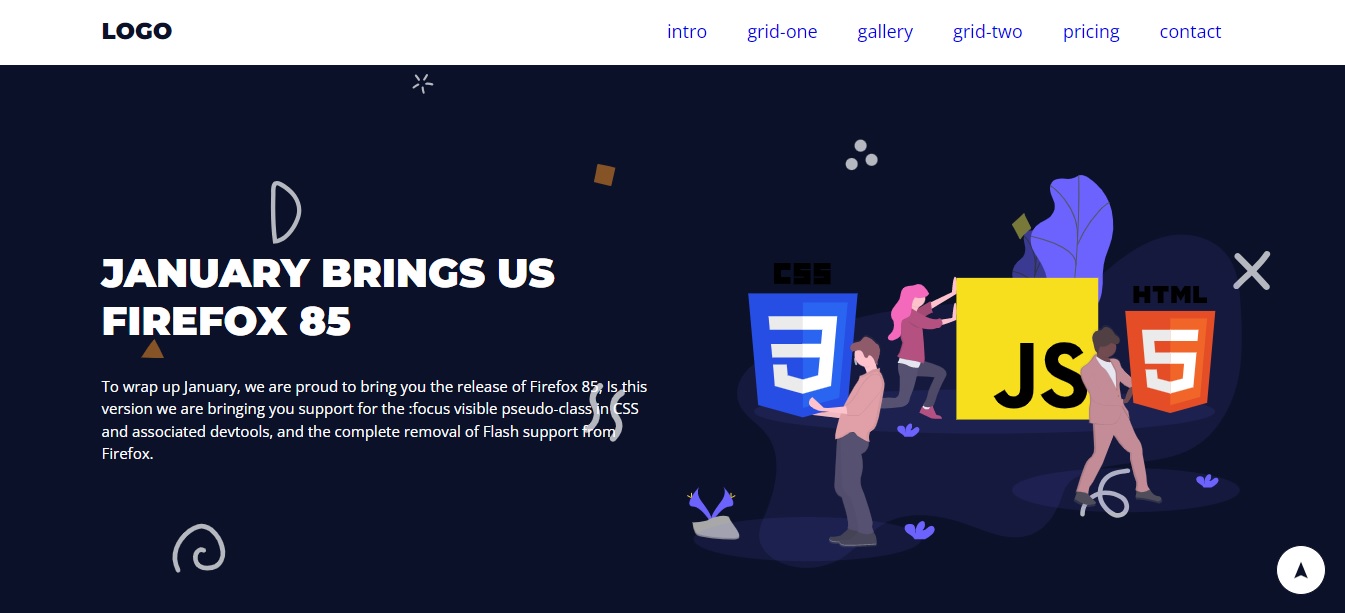 LOGO
intro grid-one gallery grid-two pricing contact
JANUARY BRINGS US
FIREFOX 85
To wrap up January, we are proud to bring you the release of Firefox 85, Is this
version we are bringing you support for the :focus visible pseudo-class in CSS
and associated devtools, and the complete removal of Flash support from
Firefox.
CSS
3
JS
HTML
5